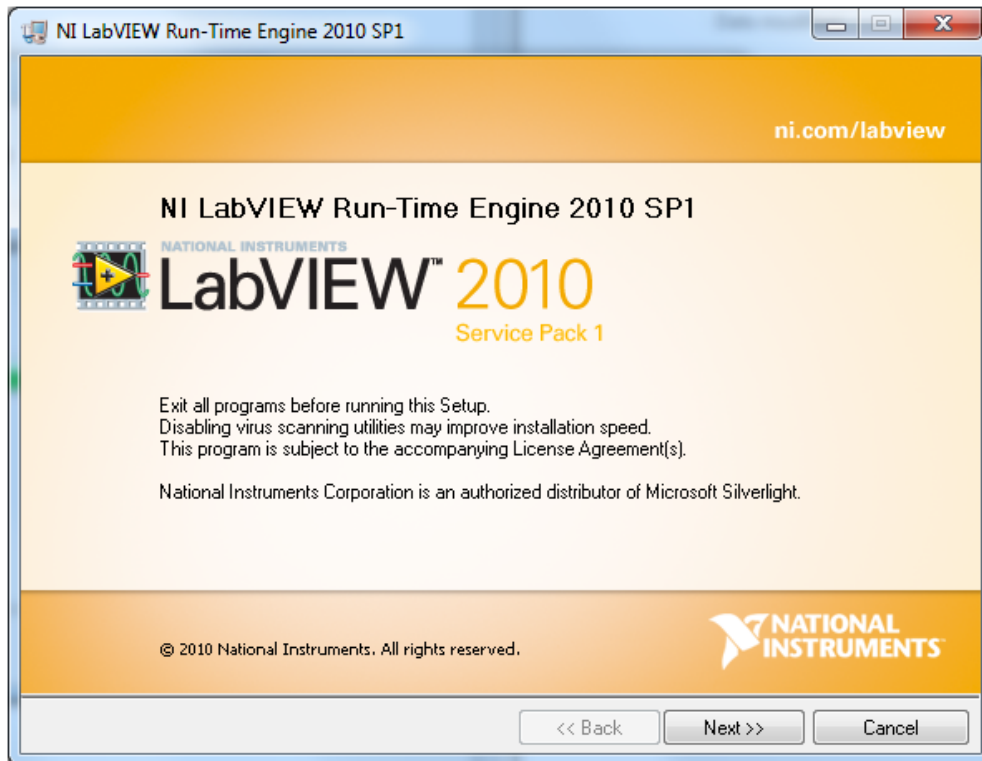 NI LabVIEW Run-Time Engine 2010 SP1
ni.com/labview
NI LabVIEW Run-Time Engine 2010 SP1
NATIONAL INSTRUMENTS
LabVIEW™ 2010
Service Pack 1
Exit all programs before running this Setup.
Disabling virus scanning utilities may improve installation speed.
This program is subject to the accompanying License Agreement(s).
National Instruments Corporation is an authorized distributor of Microsoft Silverlight.
© 2010 National Instruments. All rights reserved.
NATIONAL
INSTRUMENTS
<< Back Next >> Cancel